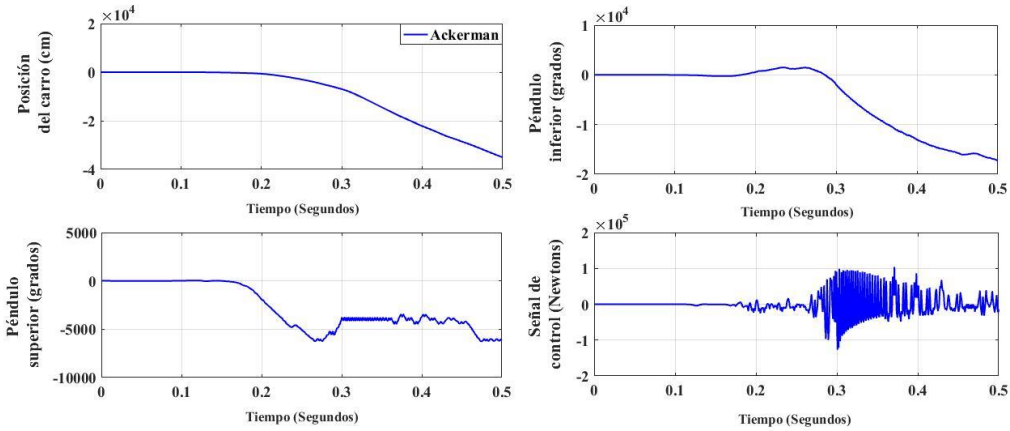 ×10⁴
2
0
-2
-4
Posición
del carro (cm)
Ackerman
0 0.1 0.2 0.3 0.4 0.5
Tiempo (Segundos)
×10⁴
1
0
-1
-2
Péndulo
inferior (grados)
0 0.1 0.2 0.3 0.4 0.5
Tiempo (Segundos)
5000
0
-5000
-10000
Péndulo
superior (grados)
0 0.1 0.2 0.3 0.4 0.5
Tiempo (Segundos)
×10⁵
2
1
0
-1
-2
Señal de
control (Newtons)
0 0.1 0.2 0.3 0.4 0.5
Tiempo (Segundos)